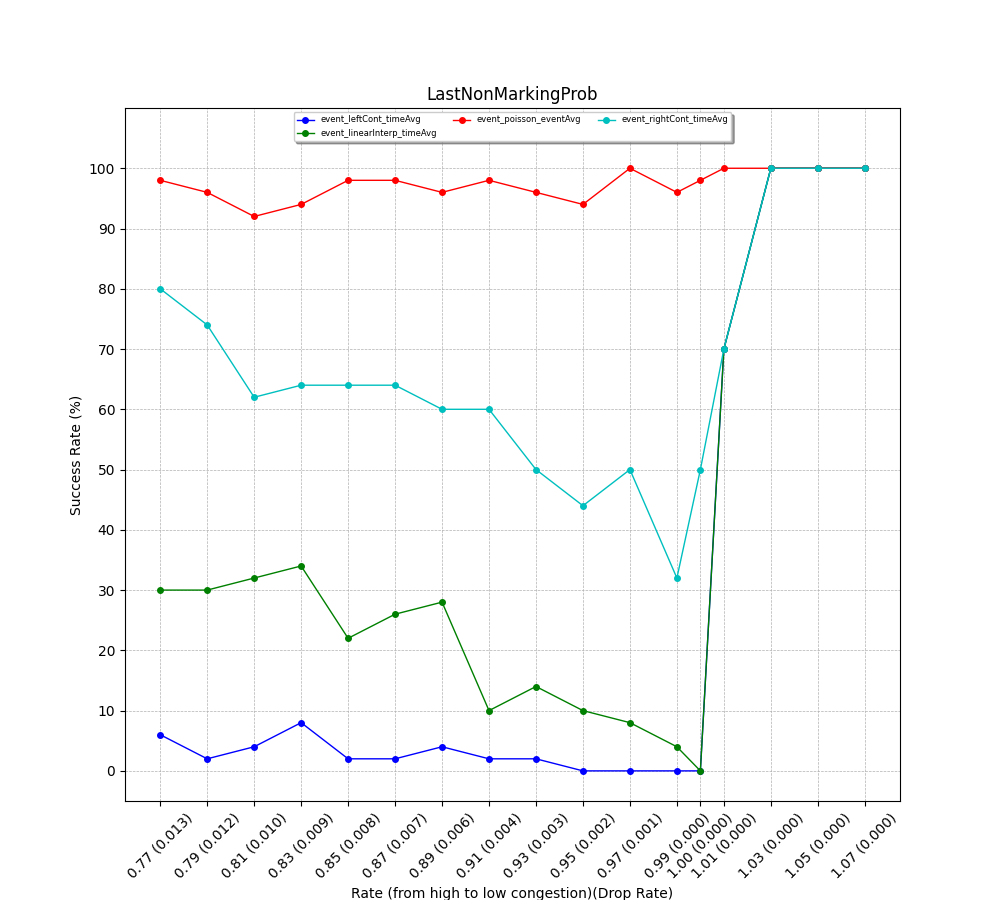 LastNonMarkingProb
event_leftCont_timeAvg event_poisson_eventAvg event_rightCont_timeAvg
event_linearInterp_timeAvg
100
90
80
70
60
50
40
30
20
10
0
Success Rate (%)
0.77 (0.013) 0.79 (0.012) 0.81 (0.010) 0.83 (0.009) 0.85 (0.008) 0.87 (0.007) 0.89 (0.006) 0.91 (0.004) 0.93 (0.003) 0.95 (0.002) 0.97 (0.001) 0.99 (0.000) 1.00 (0.000) 1.01 (0.000) 1.03 (0.000) 1.05 (0.000) 1.07 (0.000)
Rate (from high to low congestion)(Drop Rate)